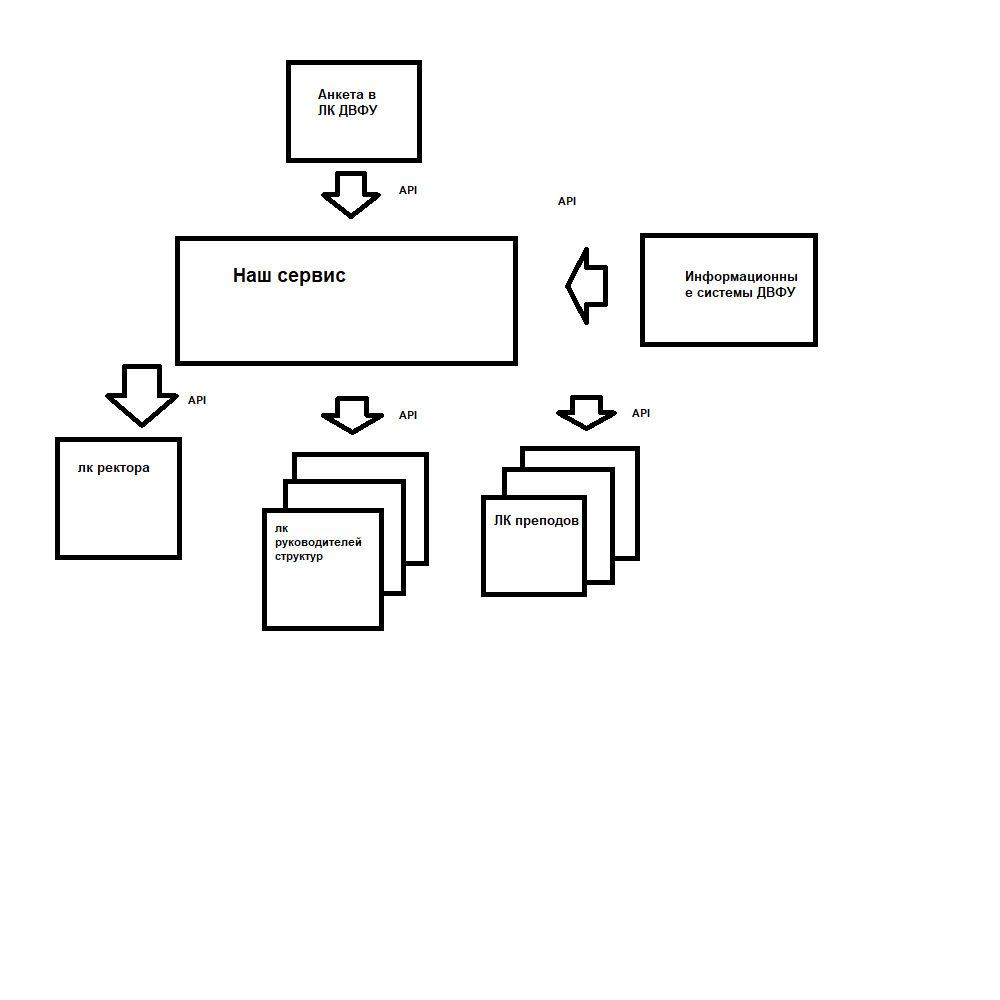 Анкета в
ЛК ДВФУ
API
API
Наш сервис
Информационны
е системы ДВФУ
API
API
API
лк ректора
лк
руководителей
структур
ЛК преподов